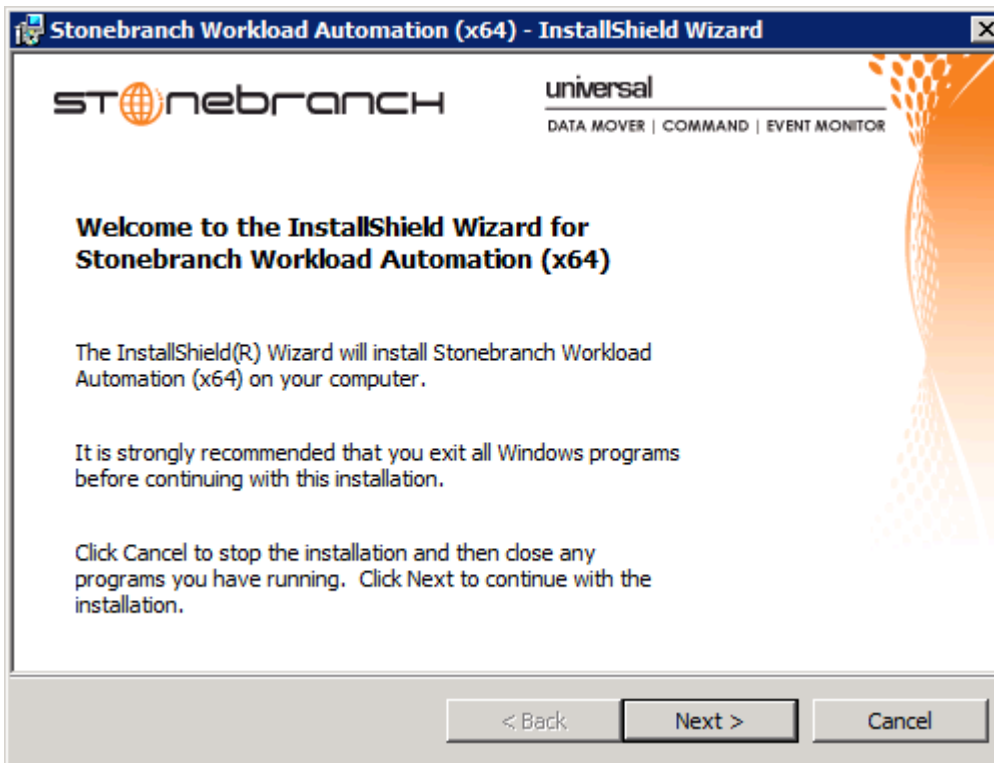 Stonebranch Workload Automation (x64) - InstallShield Wizard
stonebranch
universal
DATA MOVER | COMMAND | EVENT MONITOR
Welcome to the InstallShield Wizard for
Stonebranch Workload Automation (x64)
The InstallShield(R) Wizard will install Stonebranch Workload
Automation (x64) on your computer.
It is strongly recommended that you exit all Windows programs
before continuing with this installation.
Click Cancel to stop the installation and then close any
programs you have running.  Click Next to continue with the
installation.
< Back
Next >
Cancel